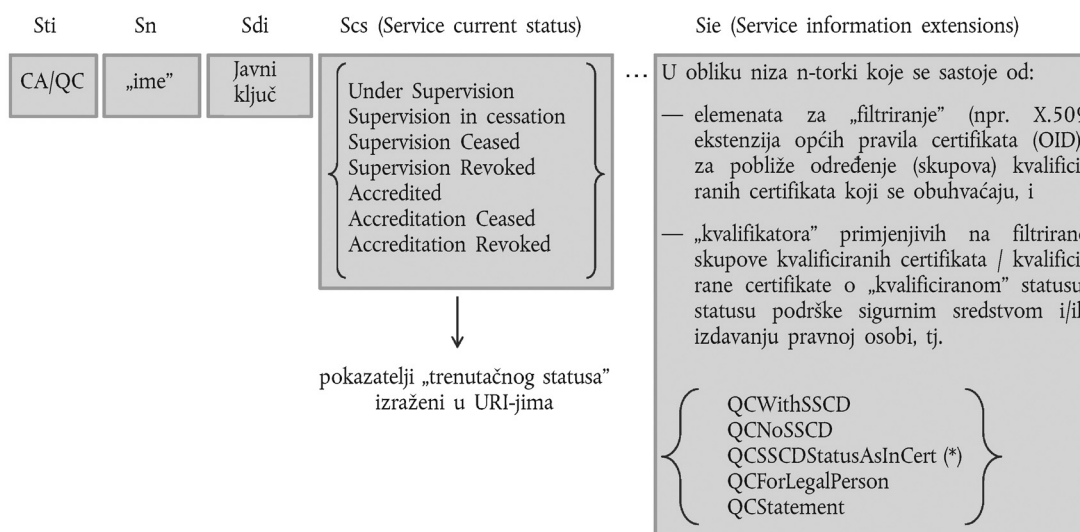 Sti
Sn
Sdi
Scs (Service current status)
Sie (Service information extensions)
CA/QC
„ime”
Javni
ključ
Under Supervision
Supervision in cessation
Supervision Ceased
Supervision Revoked
Accredited
Accreditation Ceased
Accreditation Revoked
pokazatelji „trenutačnog statusa”
izraženi u URI-jima
...
U obliku niza n-torki koje se sastoje od:
— elemenata za „filtriranje” (npr. X.509
ekstenzija općih pravila certifikata (OID)
za pobliže određenje (skupova) kvalifici
ranih certifikata koji se obuhvaćaju, i
— „kvalifikatora” primjenjivih na filtriran
skupove kvalificiranih certifikata / kvalifici
rane certifikate o „kvalificiranom” statusu
statusu podrške sigurnim sredstvom i/il
izdavanju pravnoj osobi, tj.
QCWithSSCD
QCNoSSCD
QCSSCDStatusAsInCert (*)
QCForLegalPerson
QCStatement